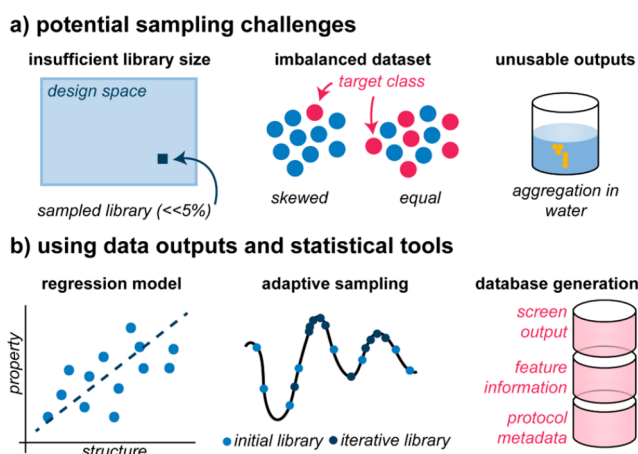 a) potential sampling challenges
insufficient library size
imbalanced dataset
unusable outputs
design space
target class
sampled library (<<5%)
skewed
equal
aggregation in
water
b) using data outputs and statistical tools
regression model
adaptive sampling
database generation
property
structure
initial library
iterative library
screen
output
feature
information
protocol
metadata